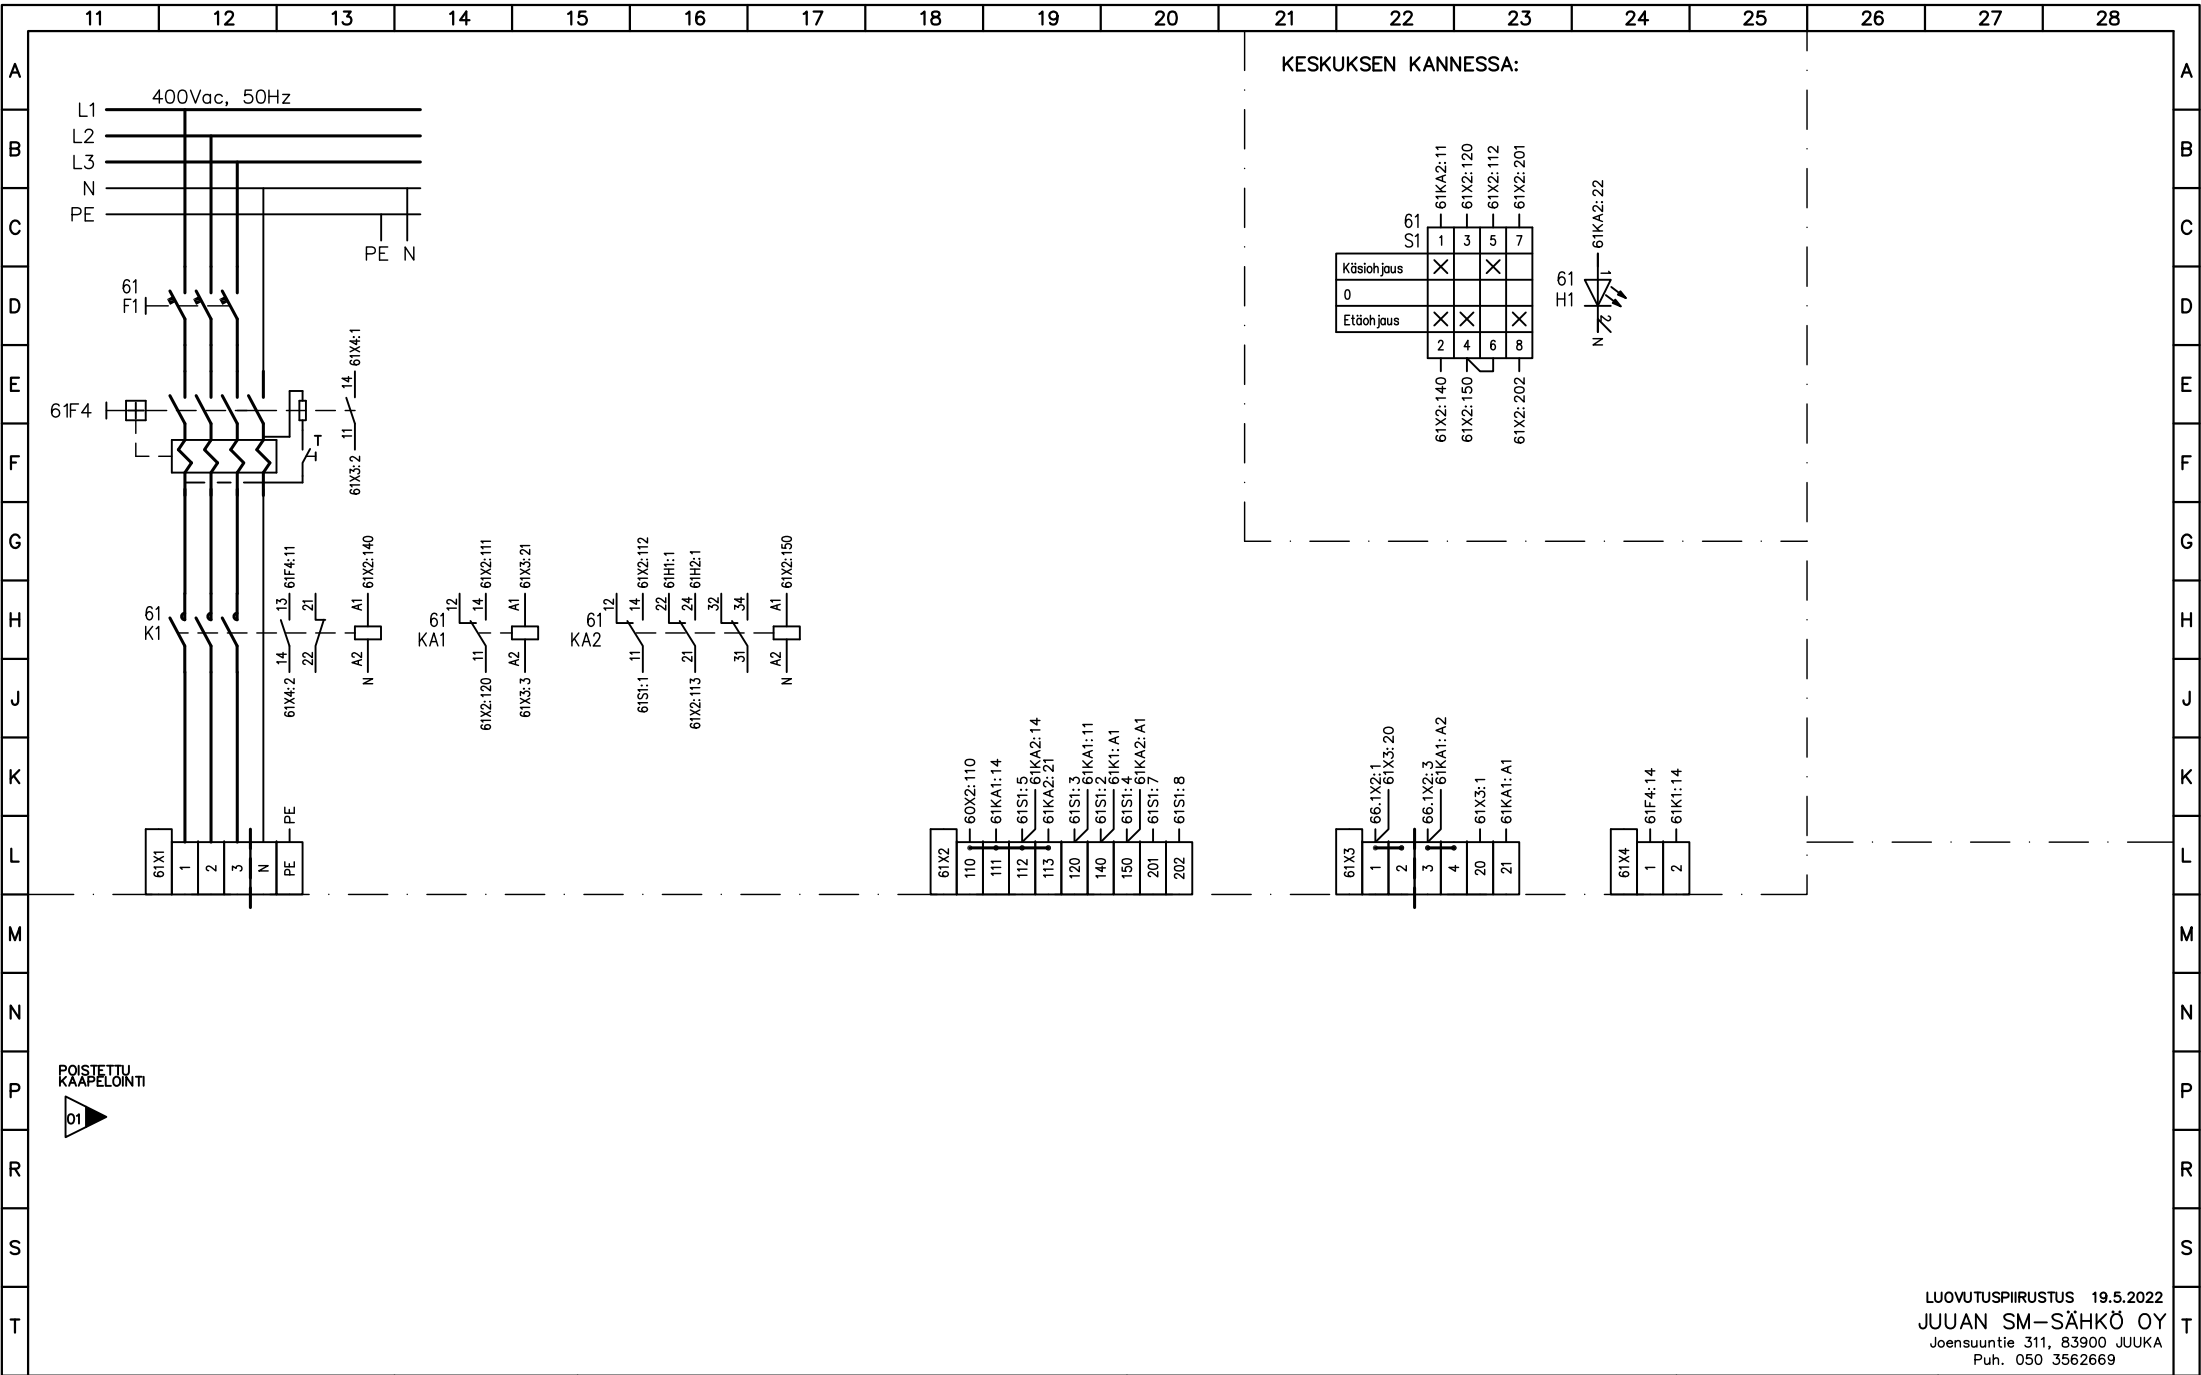 11 12 13 14 15 16 17 18 19 20 21 22 23 24 25 26 27 28
A A
KESKUKSEN KANNESSA:
400Vac, 50Hz
L1
L2
B B
L3
N
PE
C C
PE N
61KA2:11
61X2:120
61X2:112
61X2:201
61
S1
1 3 5 7
Käsiohjaus X X
0
Etäohjaus X X X
2 4 6 8
61X2:140
61X2:150
61X2:202
61KA2:22
61
H1
1
2
N
D D
61
F1
E E
61F4
14
61X4:1
11
61X3:2
T
F F
G G
H H
61
K1
13
61F4:11
14
61X4:2
21
22
A1
61X2:140
A2
N
61
KA1
12
14
61X2:111
11
61X2:120
A1
61X3:21
A2
61X3:3
61
KA2
12
14
61X2:112
11
61S1:1
22
61H1:1
24
61H2:1
21
61X2:113
32
34
31
A1
61X2:150
A2
N
J J
K K
PE
60X2:110
61KA1:14
61S1:5
61KA2:14
61KA2:21
61S1:3
61KA1:11
61S1:2
61K1:A1
61S1:4
61KA2:A1
61S1:7
61S1:8
66.1X2:1
61X3:20
66.1X2:3
61KA1:A2
61X3:1
61KA1:A1
61F4:14
61K1:14
L L
61X1 1 2 3 N PE
61X2 110 111 112 113 120 140 150 201 202
61X3 1 2 3 4 20 21
61X4 1 2
M M
N N
POISTETTU
KAAPELOINTI
P P
01
R R
S S
LUOVUTUSPIIRUSTUS 19.5.2022
T T
JUUAN SM-SÄHKÖ OY
Joensuuntie 311, 83900 JUUKA
Puh. 050 3562669